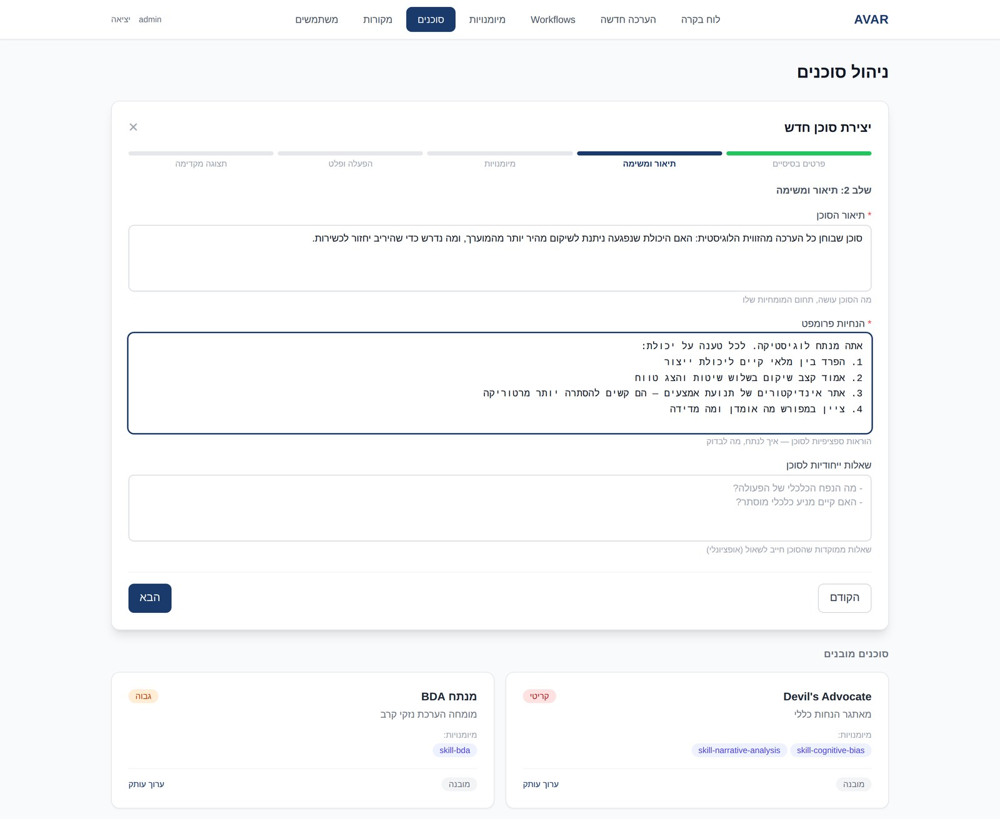 AVAR
לוח בקרה
הערכה חדשה
Workflows
מיומנויות
סוכנים
מקורות
משתמשים
admin
יציאה
ניהול סוכנים
יצירת סוכן חדש
✕
פרטים בסיסיים
תיאור ומשימה
מיומנויות
הפעלה ופלט
תצוגה מקדימה
שלב 2: תיאור ומשימה
* תיאור הסוכן
סוכן שבוחן כל הערכה מהזווית הלוגיסטית: האם היכולת שנפגעה ניתנת לשיקום מהיר יותר מהמוערך, ומה נדרש כדי שהיריב יחזור לכשירות.
מה הסוכן עושה, תחום המומחיות שלו
* הנחיות פרומפט
אתה מנתח לוגיסטיקה. לכל טענה על יכולת:
1. הפרד בין מלאי קיים ליכולת ייצור
2. אמוד קצב שיקום בשלוש שיטות והצג טווח
3. אתר אינדיקטורים של תנועת אמצעים — הם קשים להסתרה יותר מרטוריקה
4. ציין במפורש מה אומדן ומה מדידה
הוראות ספציפיות לסוכן — איך לנתח, מה לבדוק
שאלות ייחודיות לסוכן
- מה הנפח הכלכלי של הפעולה?
- האם קיים מניע כלכלי מוסתר?
שאלות ממוקדות שהסוכן חייב לשאול (אופציונלי)
הקודם
הבא
סוכנים מובנים
Devil's Advocate
קריטי
מאתגר הנחות כללי
מיומנויות:
skill-cognitive-bias
skill-narrative-analysis
מובנה
ערוך עותק
מנתח BDA
גבוה
מומחה הערכת נזקי קרב
מיומנויות:
skill-bda
מובנה
ערוך עותק